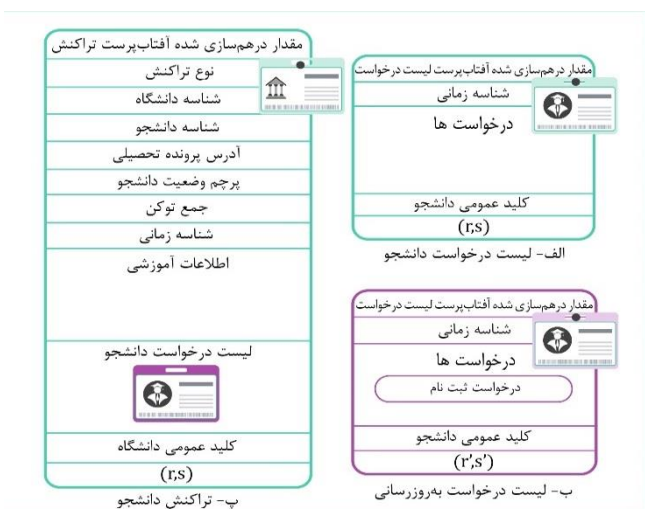 مقدار درهم‌سازی شده آفتاب‌پرست لیست درخواست
شناسه زمانی
درخواست ها
کلید عمومی دانشجو
(r,s)
الف- لیست درخواست دانشجو
مقدار درهم‌سازی شده آفتاب‌پرست لیست درخواست
شناسه زمانی
درخواست ها
درخواست ثبت نام
کلید عمومی دانشجو
(r',s')
ب- لیست درخواست به‌روزرسانی
مقدار درهم‌سازی شده آفتاب‌پرست تراکنش
نوع تراکنش
شناسه دانشگاه
شناسه دانشجو
آدرس پرونده تحصیلی
پرچم وضعیت دانشجو
جمع توکن
شناسه زمانی
اطلاعات آموزشی
لیست درخواست دانشجو
کلید عمومی دانشگاه
(r,s)
پ- تراکنش دانشجو